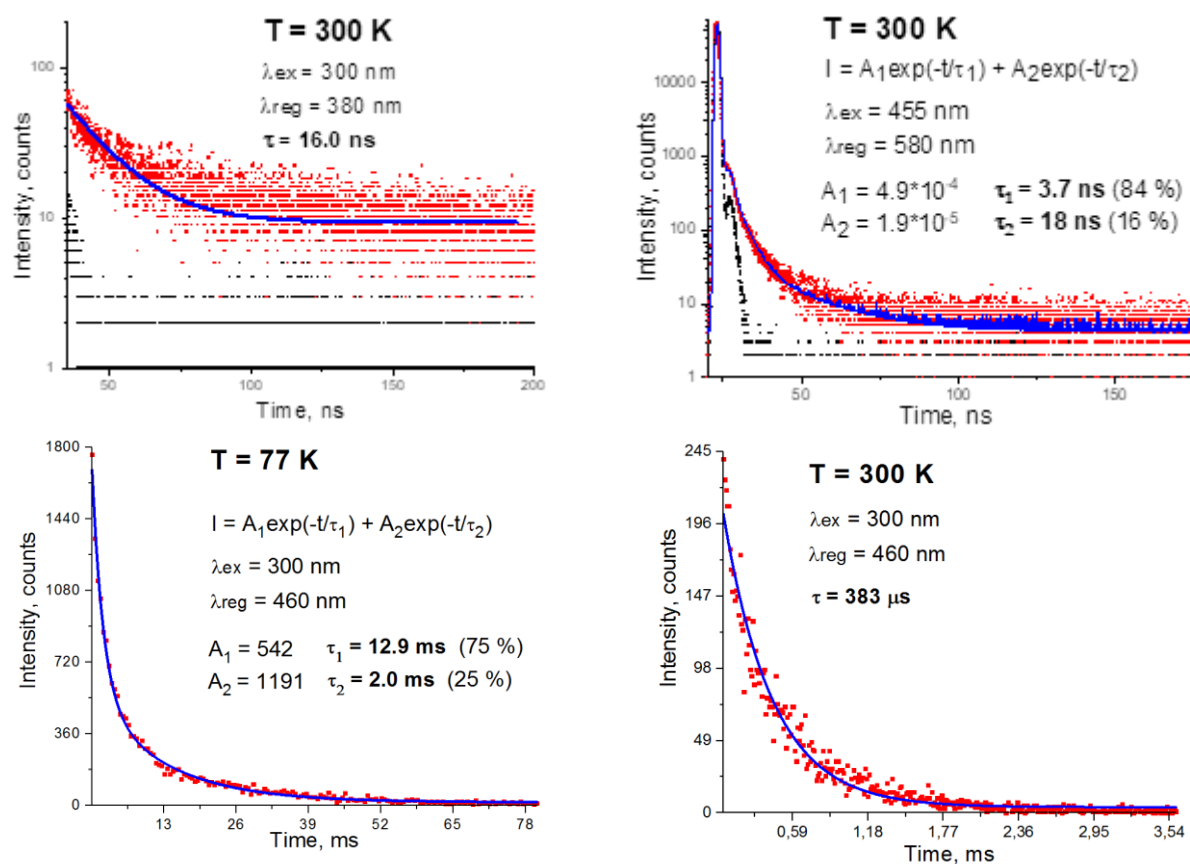 T = 300 K
λex = 300 nm
λreg = 380 nm
τ = 16.0 ns
Intensity, counts
100
10
1
50
100
150
200
Time, ns
T = 300 K
I = A1exp(-t/τ1) + A2exp(-t/τ2)
λex = 455 nm
λreg = 580 nm
A1 = 4.9*10-4 τ1 = 3.7 ns (84 %)
A2 = 1.9*10-5 τ2 = 18 ns (16 %)
Intensity, counts
10000
1000
100
10
1
50
100
150
Time, ns
T = 77 K
I = A1exp(-t/τ1) + A2exp(-t/τ2)
λex = 300 nm
λreg = 460 nm
A1 = 542 τ1 = 12.9 ms (75 %)
A2 = 1191 τ2 = 2.0 ms (25 %)
Intensity, counts
1800
1440
1080
720
360
0
13
26
39
52
65
78
Time, ms
T = 300 K
λex = 300 nm
λreg = 460 nm
τ = 383 μs
Intensity, counts
245
196
147
98
49
0
0,59
1,18
1,77
2,36
2,95
3,54
Time, ms